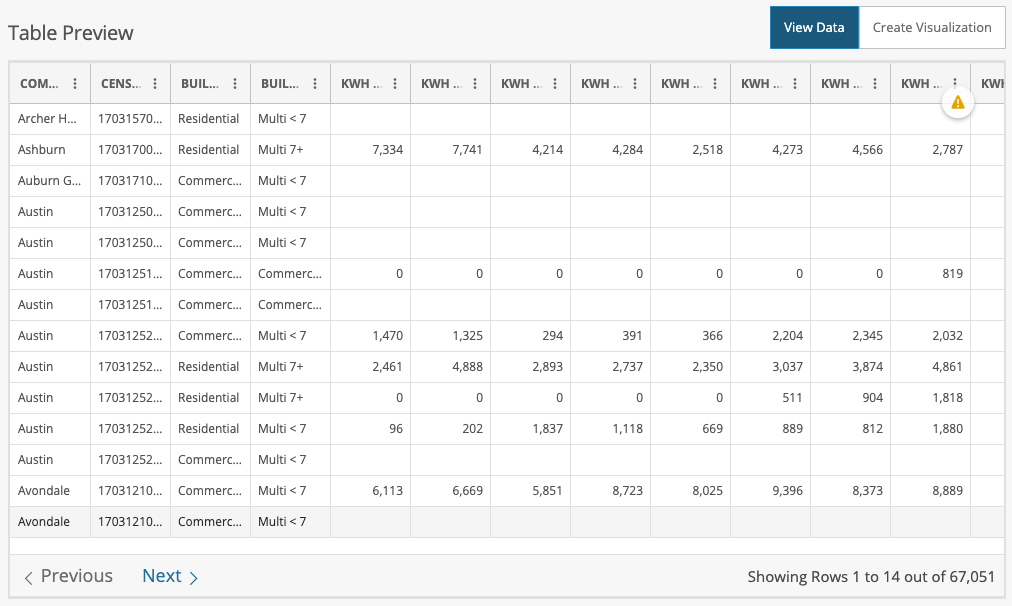 Table Preview
View Data Create Visualization
COM... CENS... BUIL... BUIL... KWH ... KWH ... KWH ... KWH ... KWH ... KWH ... KWH ... KWH ... KWH
Archer H... 17031570... Residential Multi < 7
Ashburn 17031700... Residential Multi 7+ 7,334 7,741 4,214 4,284 2,518 4,273 4,566 2,787
Auburn G... 17031710... Commerc... Multi < 7
Austin 17031250... Commerc... Multi < 7
Austin 17031250... Commerc... Multi < 7
Austin 17031251... Commerc... Commerc... 0 0 0 0 0 0 0 819
Austin 17031251... Commerc... Commerc...
Austin 17031252... Commerc... Multi < 7 1,470 1,325 294 391 366 2,204 2,345 2,032
Austin 17031252... Residential Multi 7+ 2,461 4,888 2,893 2,737 2,350 3,037 3,874 4,861
Austin 17031252... Residential Multi 7+ 0 0 0 0 0 511 904 1,818
Austin 17031252... Residential Multi < 7 96 202 1,837 1,118 669 889 812 1,880
Austin 17031252... Commerc... Multi < 7
Avondale 17031210... Commerc... Multi < 7 6,113 6,669 5,851 8,723 8,025 9,396 8,373 8,889
Avondale 17031210... Commerc... Multi < 7
Previous Next Showing Rows 1 to 14 out of 67,051